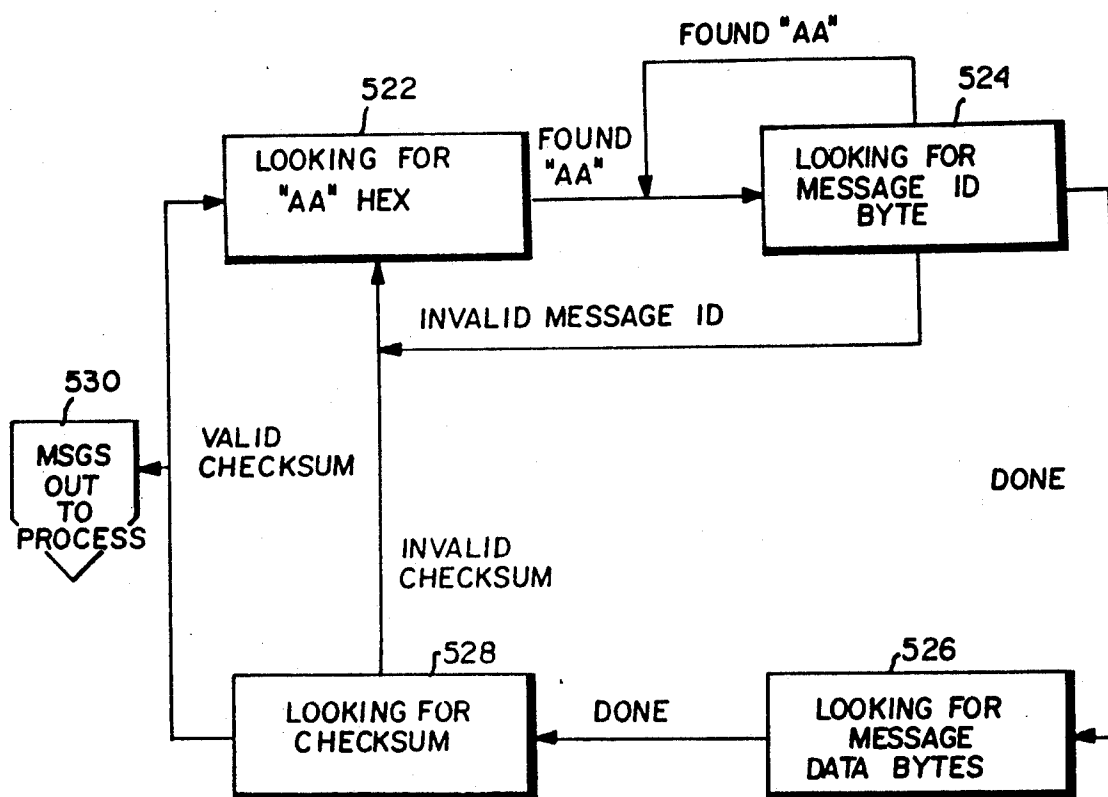 FOUND "AA"
522
524
LOOKING FOR
"AA" HEX
FOUND
"AA"
LOOKING FOR
MESSAGE ID
BYTE
INVALID MESSAGE ID
530
MSGS
OUT
TO
PROCESS
VALID
CHECKSUM
DONE
INVALID
CHECKSUM
528
526
LOOKING FOR
CHECKSUM
DONE
LOOKING FOR
MESSAGE
DATA BYTES